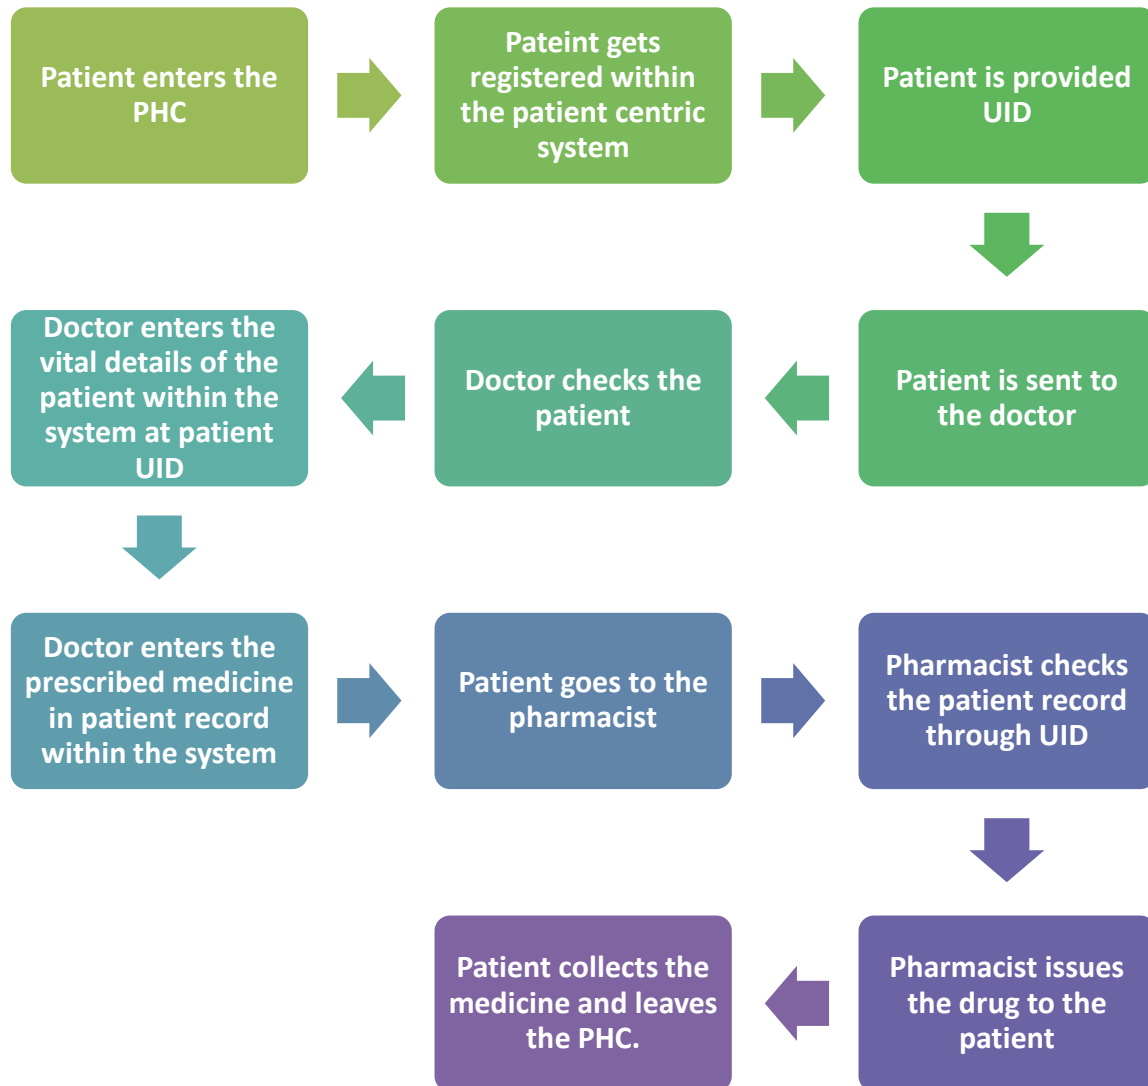 Patient enters the
PHC
Pateint gets
registered within
the patient centric
system
Patient is provided
UID
Patient is sent to
the doctor
Doctor checks the
patient
Doctor enters the
vital details of the
patient within the
system at patient
UID
Doctor enters the
prescribed medicine
in patient record
within the system
Patient goes to the
pharmacist
Pharmacist checks
the patient record
through UID
Pharmacist issues
the drug to the
patient
Patient collects the
medicine and leaves
the PHC.